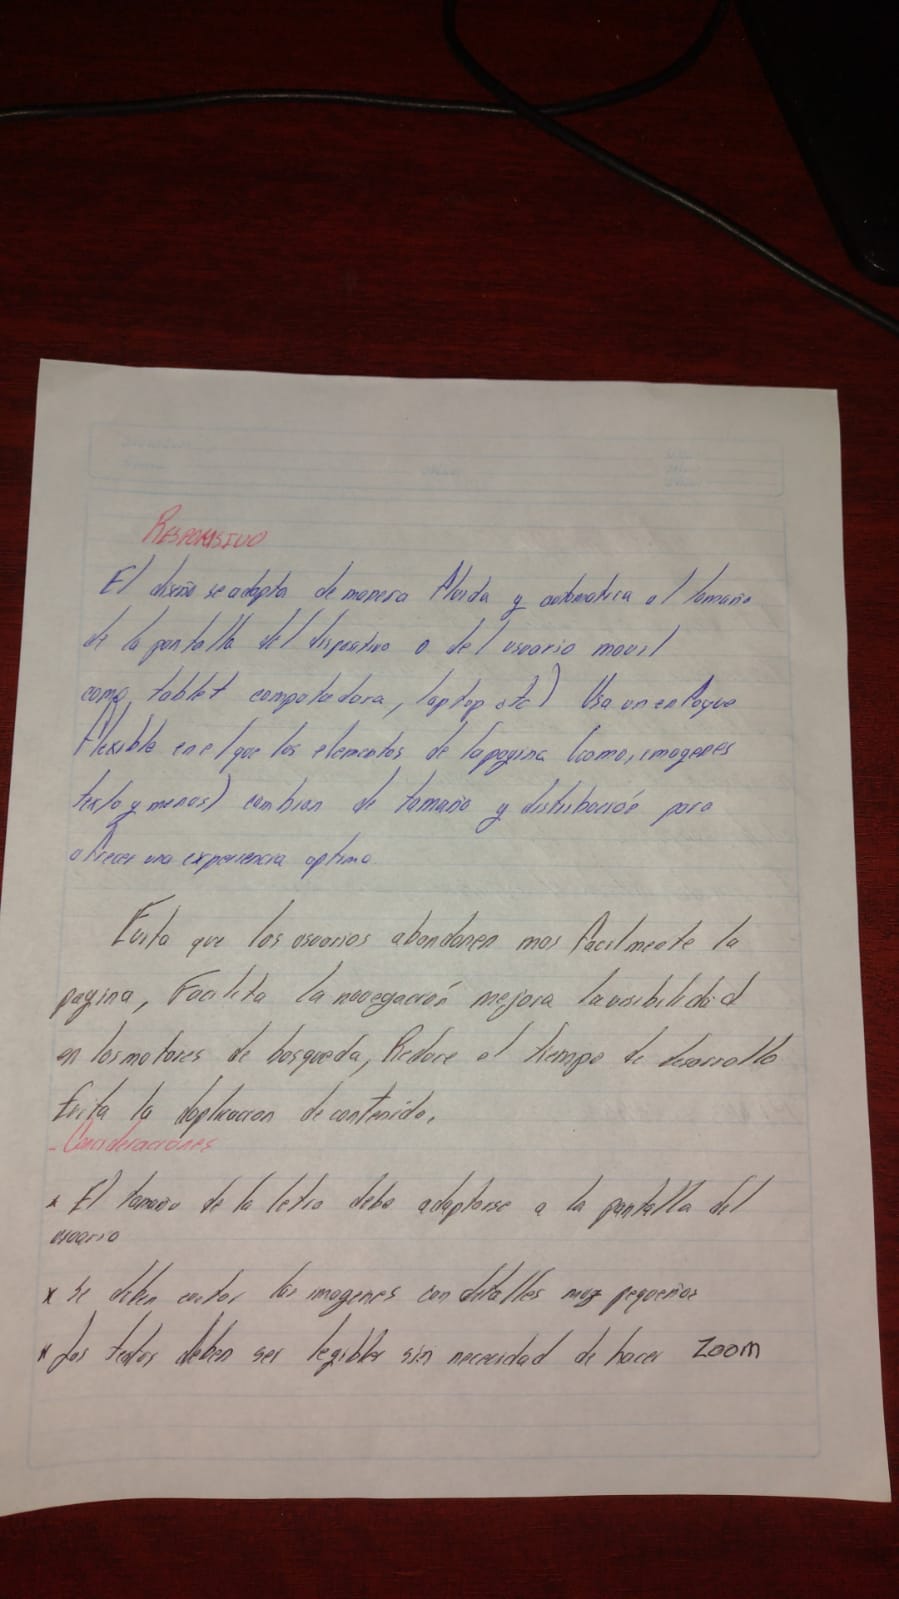 RESPONSIVO
El diseño se adapta de manera fluida y automatica al tamaño
de la pantalla del dispositivo o del usuario movil
como, tablet computadora, laptop etc) Usa un enfoque
flexible en el que los elementos de la pagina (como, imagenes
texto y menus) cambian de tamaño y distribución para
ofrecer una experiencia optima
Evita que los usuarios abandonen mas facilmente la
pagina, Facilita la navegación mejora la visibilidad
en los motores de busqueda, Reduce el tiempo de desarrollo
Evita la duplicacion de contenido.
- Concideraciones
* El tamaño de la letra debe adaptarse a la pantalla del
usuario
* Se deben evitar las imagenes con detalles muy pequeños
* Los textos deben ser legibles sin necesidad de hacer Zoom